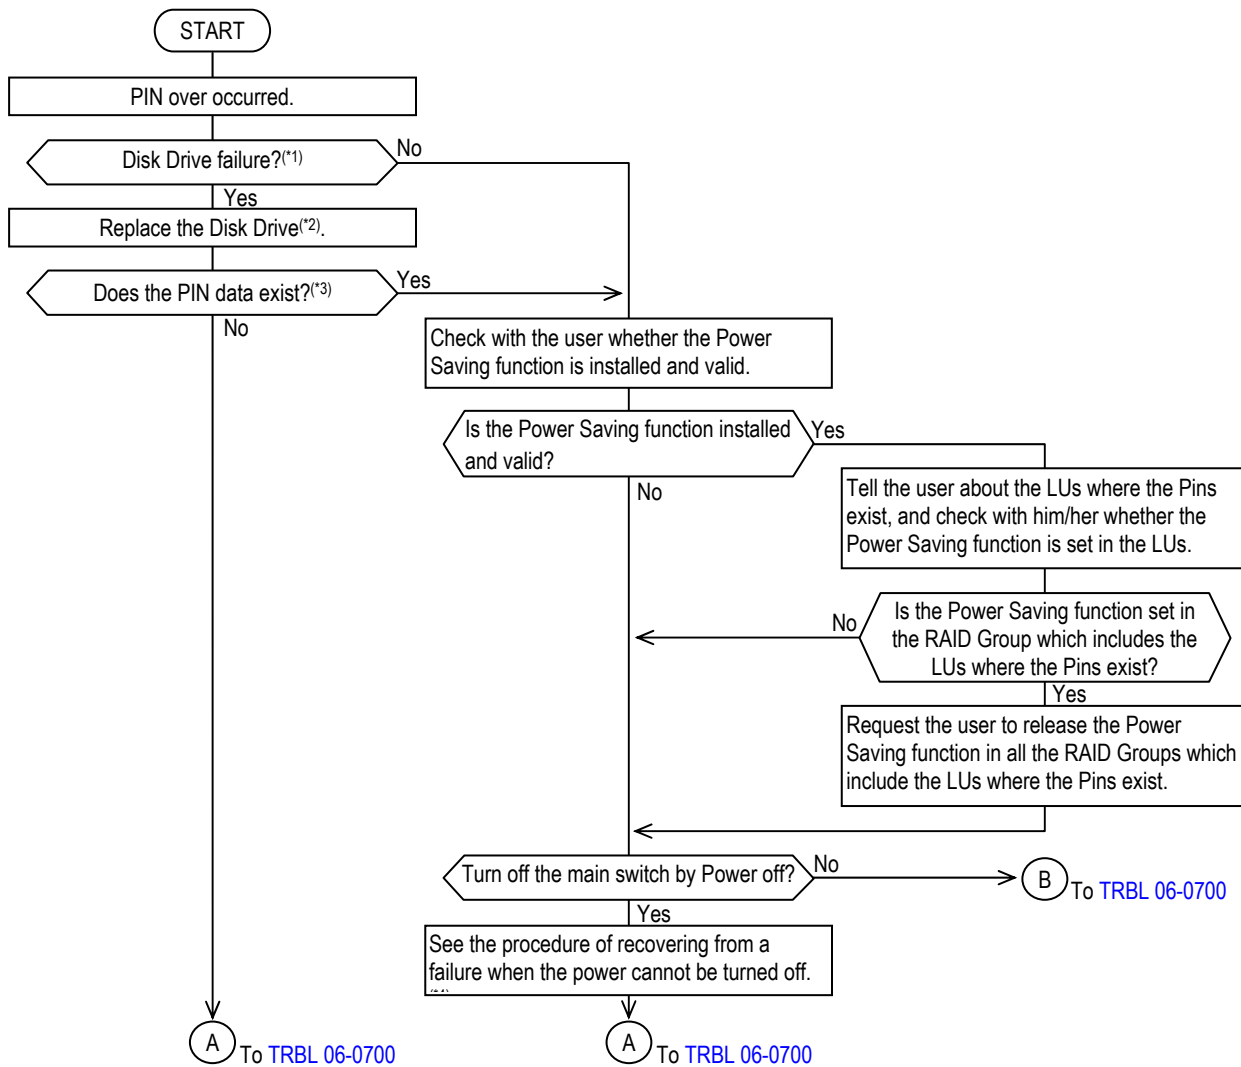 START
PIN over occurred.
Disk Drive failure?(*1)
No
Yes
Replace the Disk Drive(*2).
Does the PIN data exist?(*3)
Yes
No
Check with the user whether the Power
Saving function is installed and valid.
Is the Power Saving function installed
and valid?
Yes
No
Tell the user about the LUs where the Pins
exist, and check with him/her whether the
Power Saving function is set in the LUs.
Is the Power Saving function set in
the RAID Group which includes the
LUs where the Pins exist?
No
Yes
Request the user to release the Power
Saving function in all the RAID Groups which
include the LUs where the Pins exist.
Turn off the main switch by Power off?
No
B
To TRBL 06-0700
Yes
See the procedure of recovering from a
failure when the power cannot be turned off.
A
To TRBL 06-0700
A
To TRBL 06-0700